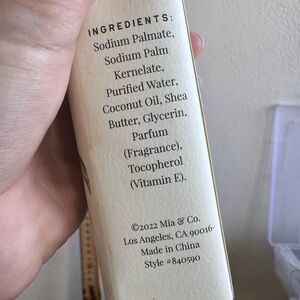 INGREDIENTS:
Sodium Palmate,
Sodium Palm
Kernelate,
Purified Water,
Coconut Oil, Shea
Butter, Glycerin,
Parfum
(Fragrance),
Tocopherol
(Vitamin E).
©2022 Mia & Co.
Los Angeles, CA 90016
Made in China
Style #840590